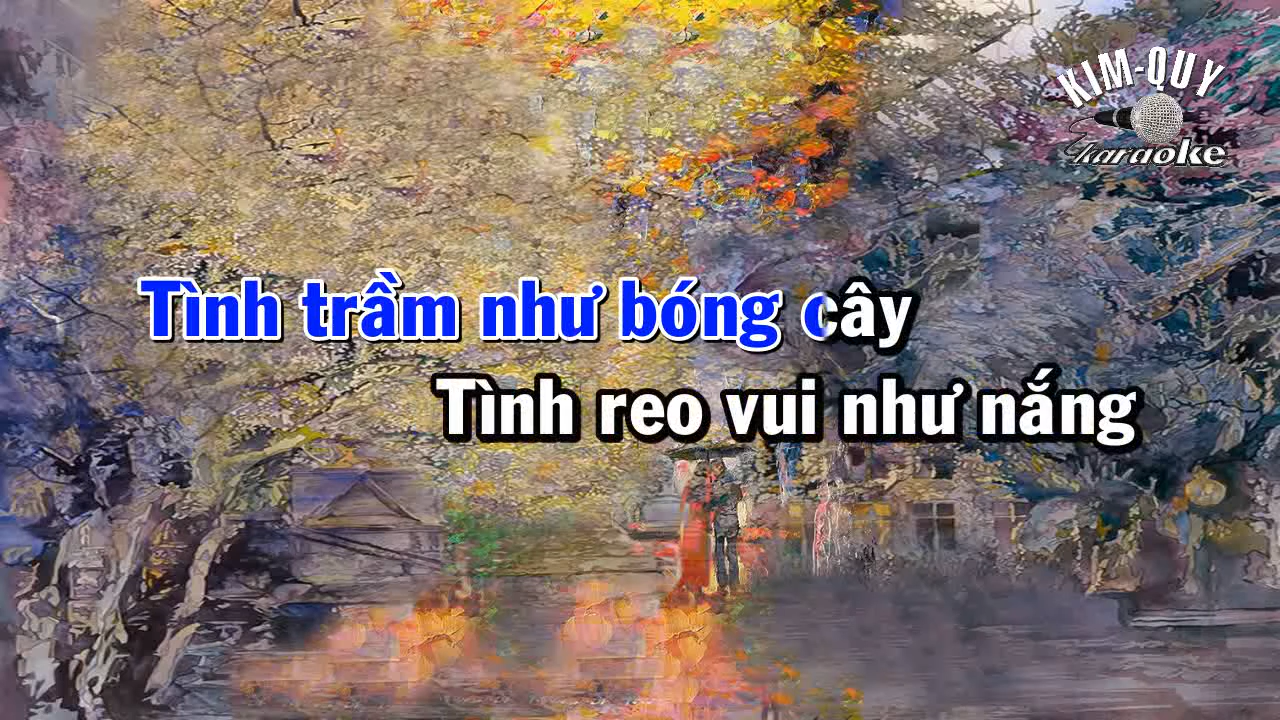 KIM-QUY
Karaoke
Tình trầm như bóng cây
Tình reo vui như nắng